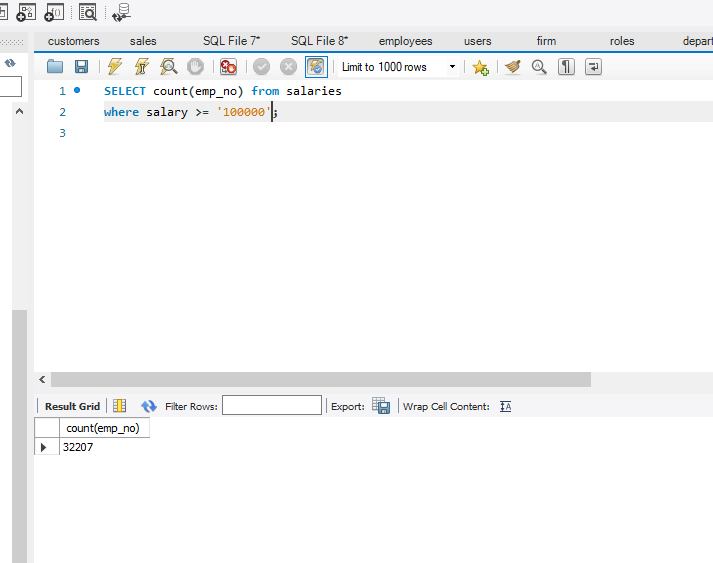 customers sales SQL File 7* SQL File 8* employees users firm roles depart
Limit to 1000 rows
1 SELECT count(emp_no) from salaries
2 where salary >= '100000';
3
Result Grid Filter Rows: Export: Wrap Cell Content:
count(emp_no)
32207